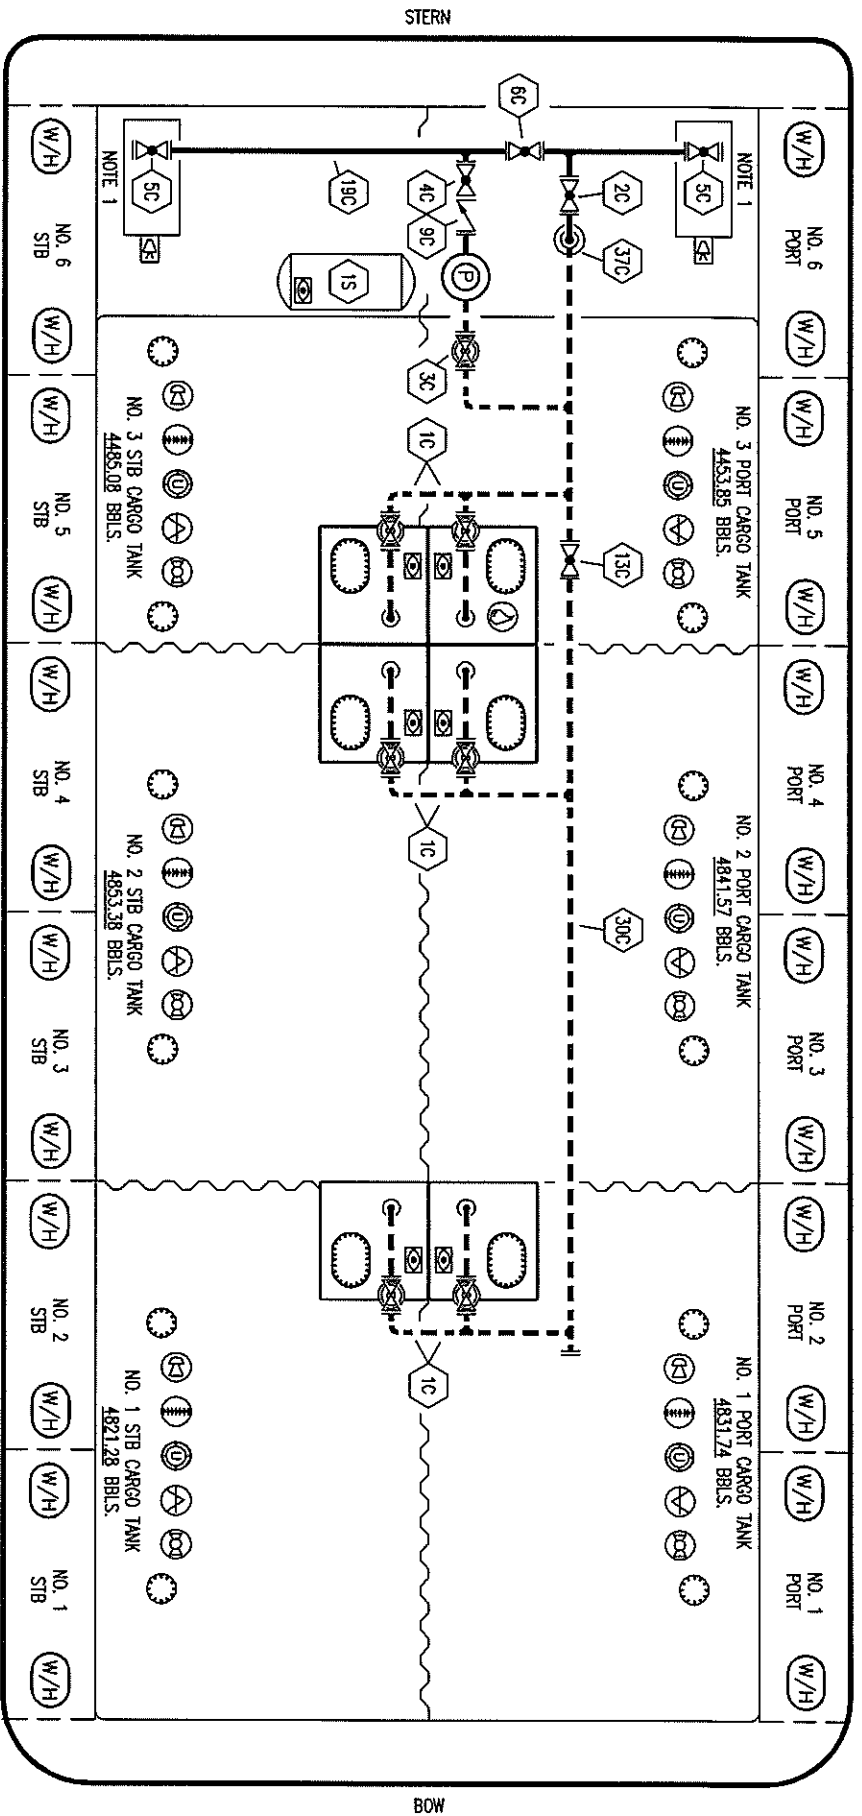 STERN
W/H
NO. 6
PORT
W/H
W/H
NO. 5
PORT
W/H
W/H
NO. 4
PORT
W/H
W/H
NO. 3
PORT
W/H
W/H
NO. 2
PORT
W/H
W/H
NO. 1
PORT
W/H
NOTE 1
5C
NO. 3 PORT CARGO TANK
4453.85 BBLS.
U
NO. 2 PORT CARGO TANK
4841.57 BBLS.
U
NO. 1 PORT CARGO TANK
4831.74 BBLS.
U
2C
37C
13C
30C
6C
4C
9C
P
3C
1C
1C
1C
19C
1S
U
NO. 3 STB CARGO TANK
4485.08 BBLS.
U
NO. 2 STB CARGO TANK
4853.38 BBLS.
U
NO. 1 STB CARGO TANK
4821.28 BBLS.
5C
NOTE 1
W/H
NO. 6
STB
W/H
W/H
NO. 5
STB
W/H
W/H
NO. 4
STB
W/H
W/H
NO. 3
STB
W/H
W/H
NO. 2
STB
W/H
W/H
NO. 1
STB
W/H
BOW